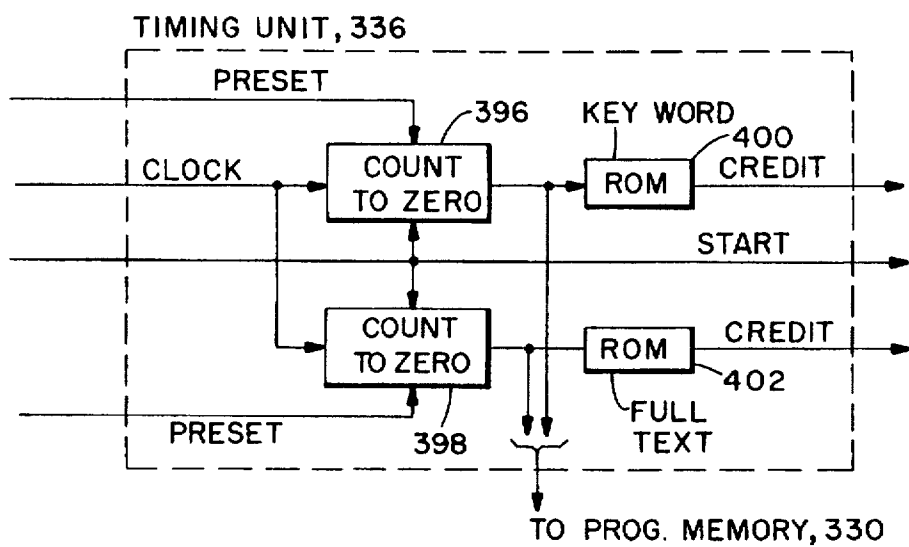 TIMING UNIT, 336
PRESET
396
KEY WORD
400
CLOCK
COUNT
TO ZERO
ROM
CREDIT
START
COUNT
TO ZERO
ROM
CREDIT
402
PRESET
398
FULL
TEXT
TO PROG. MEMORY, 330